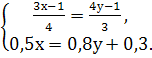 { (3x-1)/4 = (4y-1)/3 ,
0,5x = 0,8y + 0,3.